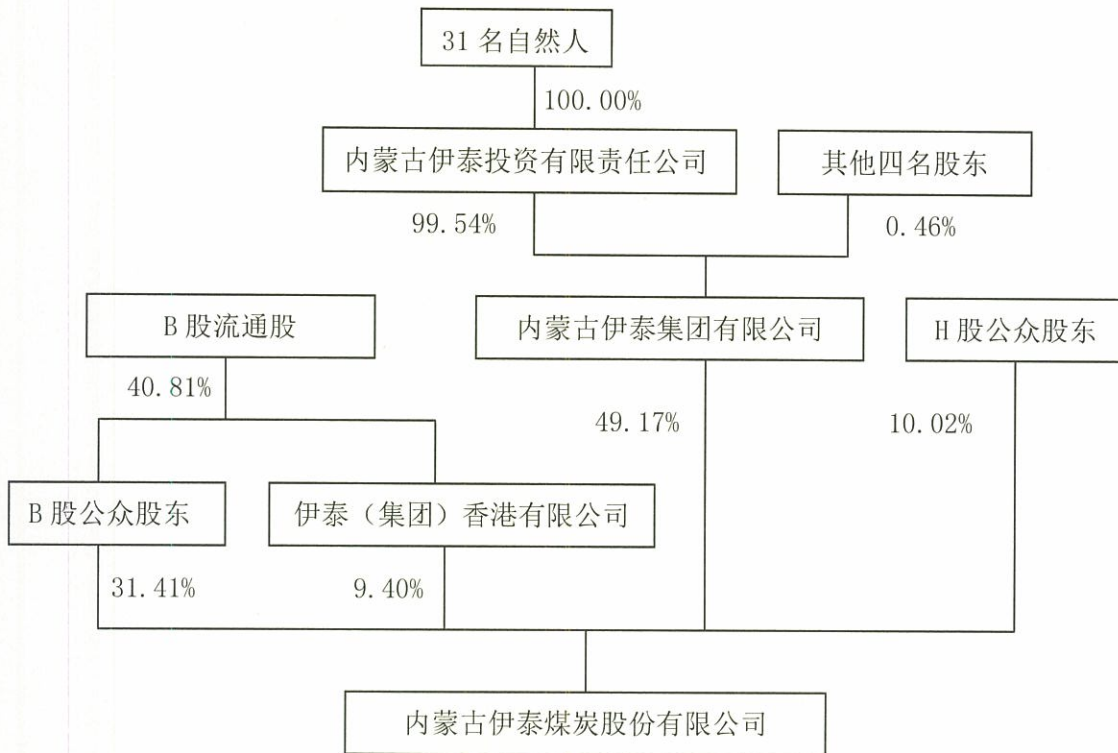 31 名自然人
100.00%
内蒙古伊泰投资有限责任公司
其他四名股东
99.54%
0.46%
B 股流通股
内蒙古伊泰集团有限公司
H 股公众股东
40.81%
49.17%
10.02%
B 股公众股东
伊泰（集团）香港有限公司
31.41%
9.40%
内蒙古伊泰煤炭股份有限公司